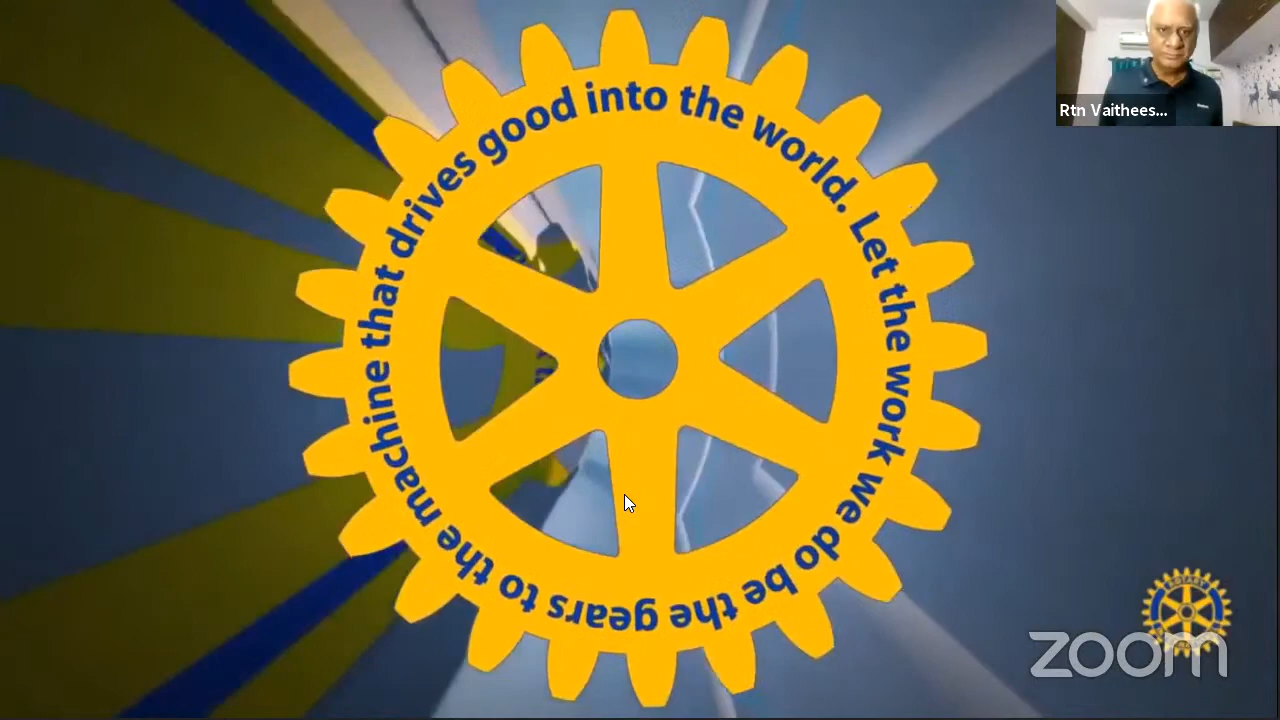 Let the work we do be the gears to the machine that drives good into the world.
Rtn Vaithees...
ROTARY
zoom